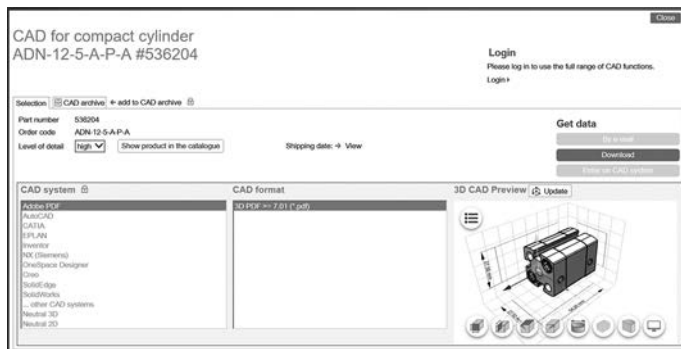 Close
CAD for compact cylinder
ADN-12-5-A-P-A #536204
Login
Please log in to use the full range of CAD functions.
Login
Selection CAD archive add to CAD archive
Part number 536204
Order code ADN-12-5-A-P-A
Level of detail high Show product in the catalogue Shipping date: → View
Get data
By e-mail
Download
Enter on CAD system
CAD system
CAD format
3D CAD Preview Update
Adobe PDF
AutoCAD
CATIA
EPLAN
Inventor
NX (Siemens)
OneSpace Designer
Creo
SolidEdge
SolidWorks
... other CAD systems
Neutral 3D
Neutral 2D
3D PDF >= 7.01 (*.pdf)